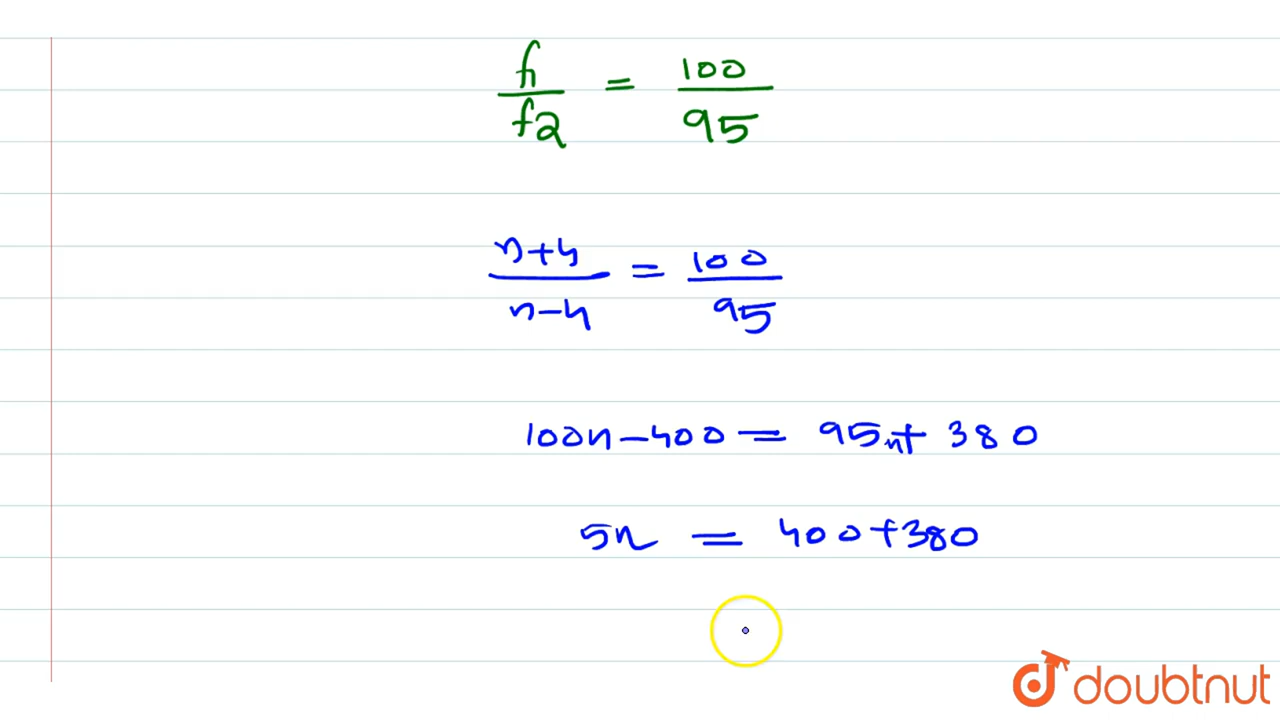 f1/f2 = 100/95
n+4/n-4 = 100/95
100n-400 = 95n+380
5n = 400+380
doubtnut